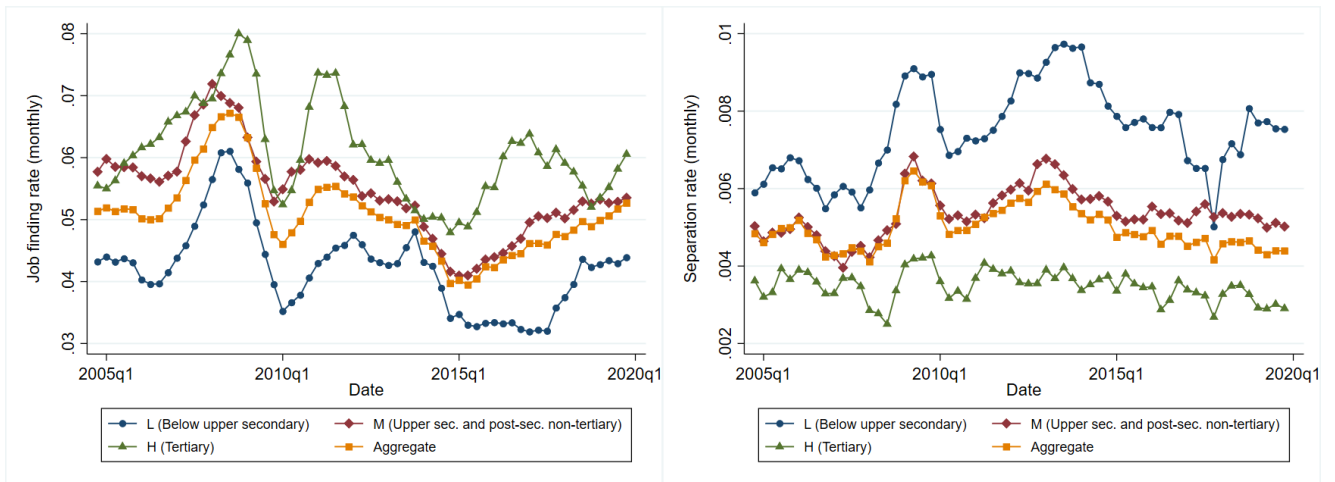 Job finding rate (monthly)
.08
.07
.06
.05
.04
.03
2005q1 2010q1 2015q1 2020q1
Date
L (Below upper secondary) M (Upper sec. and post-sec. non-tertiary)
H (Tertiary) Aggregate
Separation rate (monthly)
.01
.008
.006
.004
.002
2005q1 2010q1 2015q1 2020q1
Date
L (Below upper secondary) M (Upper sec. and post-sec. non-tertiary)
H (Tertiary) Aggregate